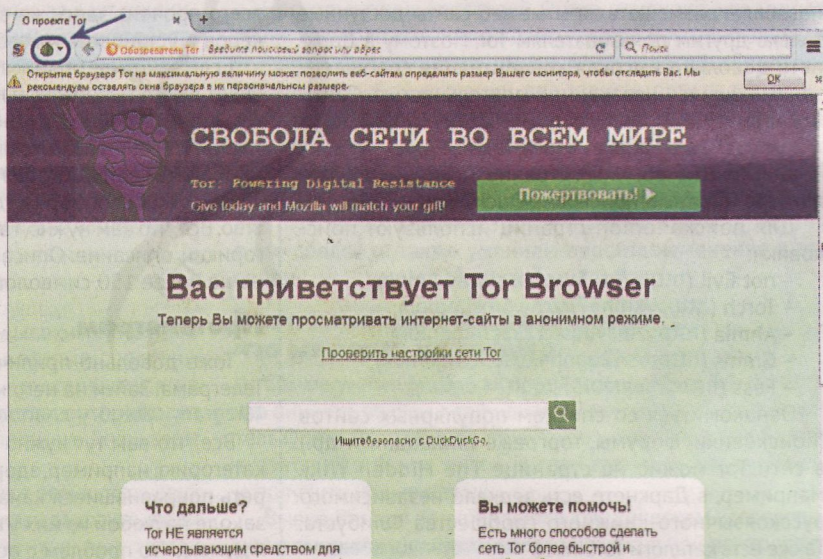 О проекте Tor
Обозреватель Tor Введите поисковый запрос или адрес
Поиск
Открытие браузера Tor на максимальную величину может позволить веб-сайтам определить размер Вашего монитора, чтобы отследить Вас. Мы
рекомендуем оставлять окна браузера в их первоначальном размере.
OK
СВОБОДА СЕТИ ВО ВСЁМ МИРЕ
Tor: Powering Digital Resistance
Give today and Mozilla will match your gift!
Пожертвовать!
Вас приветствует Tor Browser
Теперь Вы можете просматривать интернет-сайты в анонимном режиме.
Проверить настройки сети Tor
Ищите безопасно с DuckDuckGo.
Что дальше?
Tor НЕ является
исчерпывающим средством для
Вы можете помочь!
Есть много способов сделать
сеть Tor более быстрой и